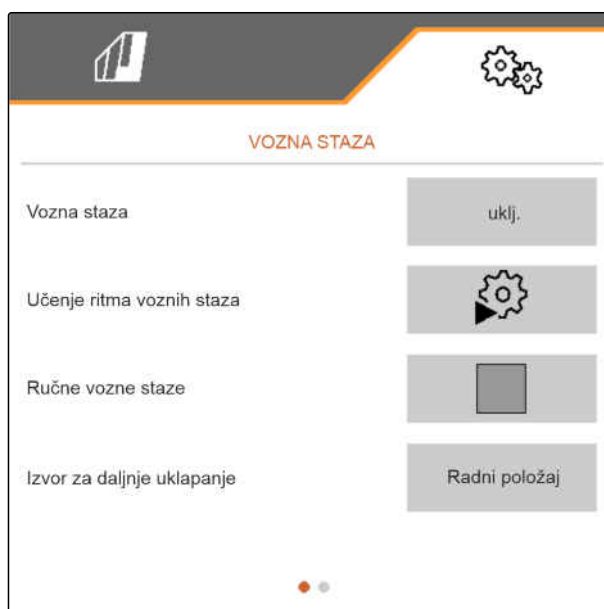 VOZNA STAZA
Vozna staza
uklj.
Učenje ritma voznih staza
Ručne vozne staze
Izvor za daljnje uklapanje
Radni položaj